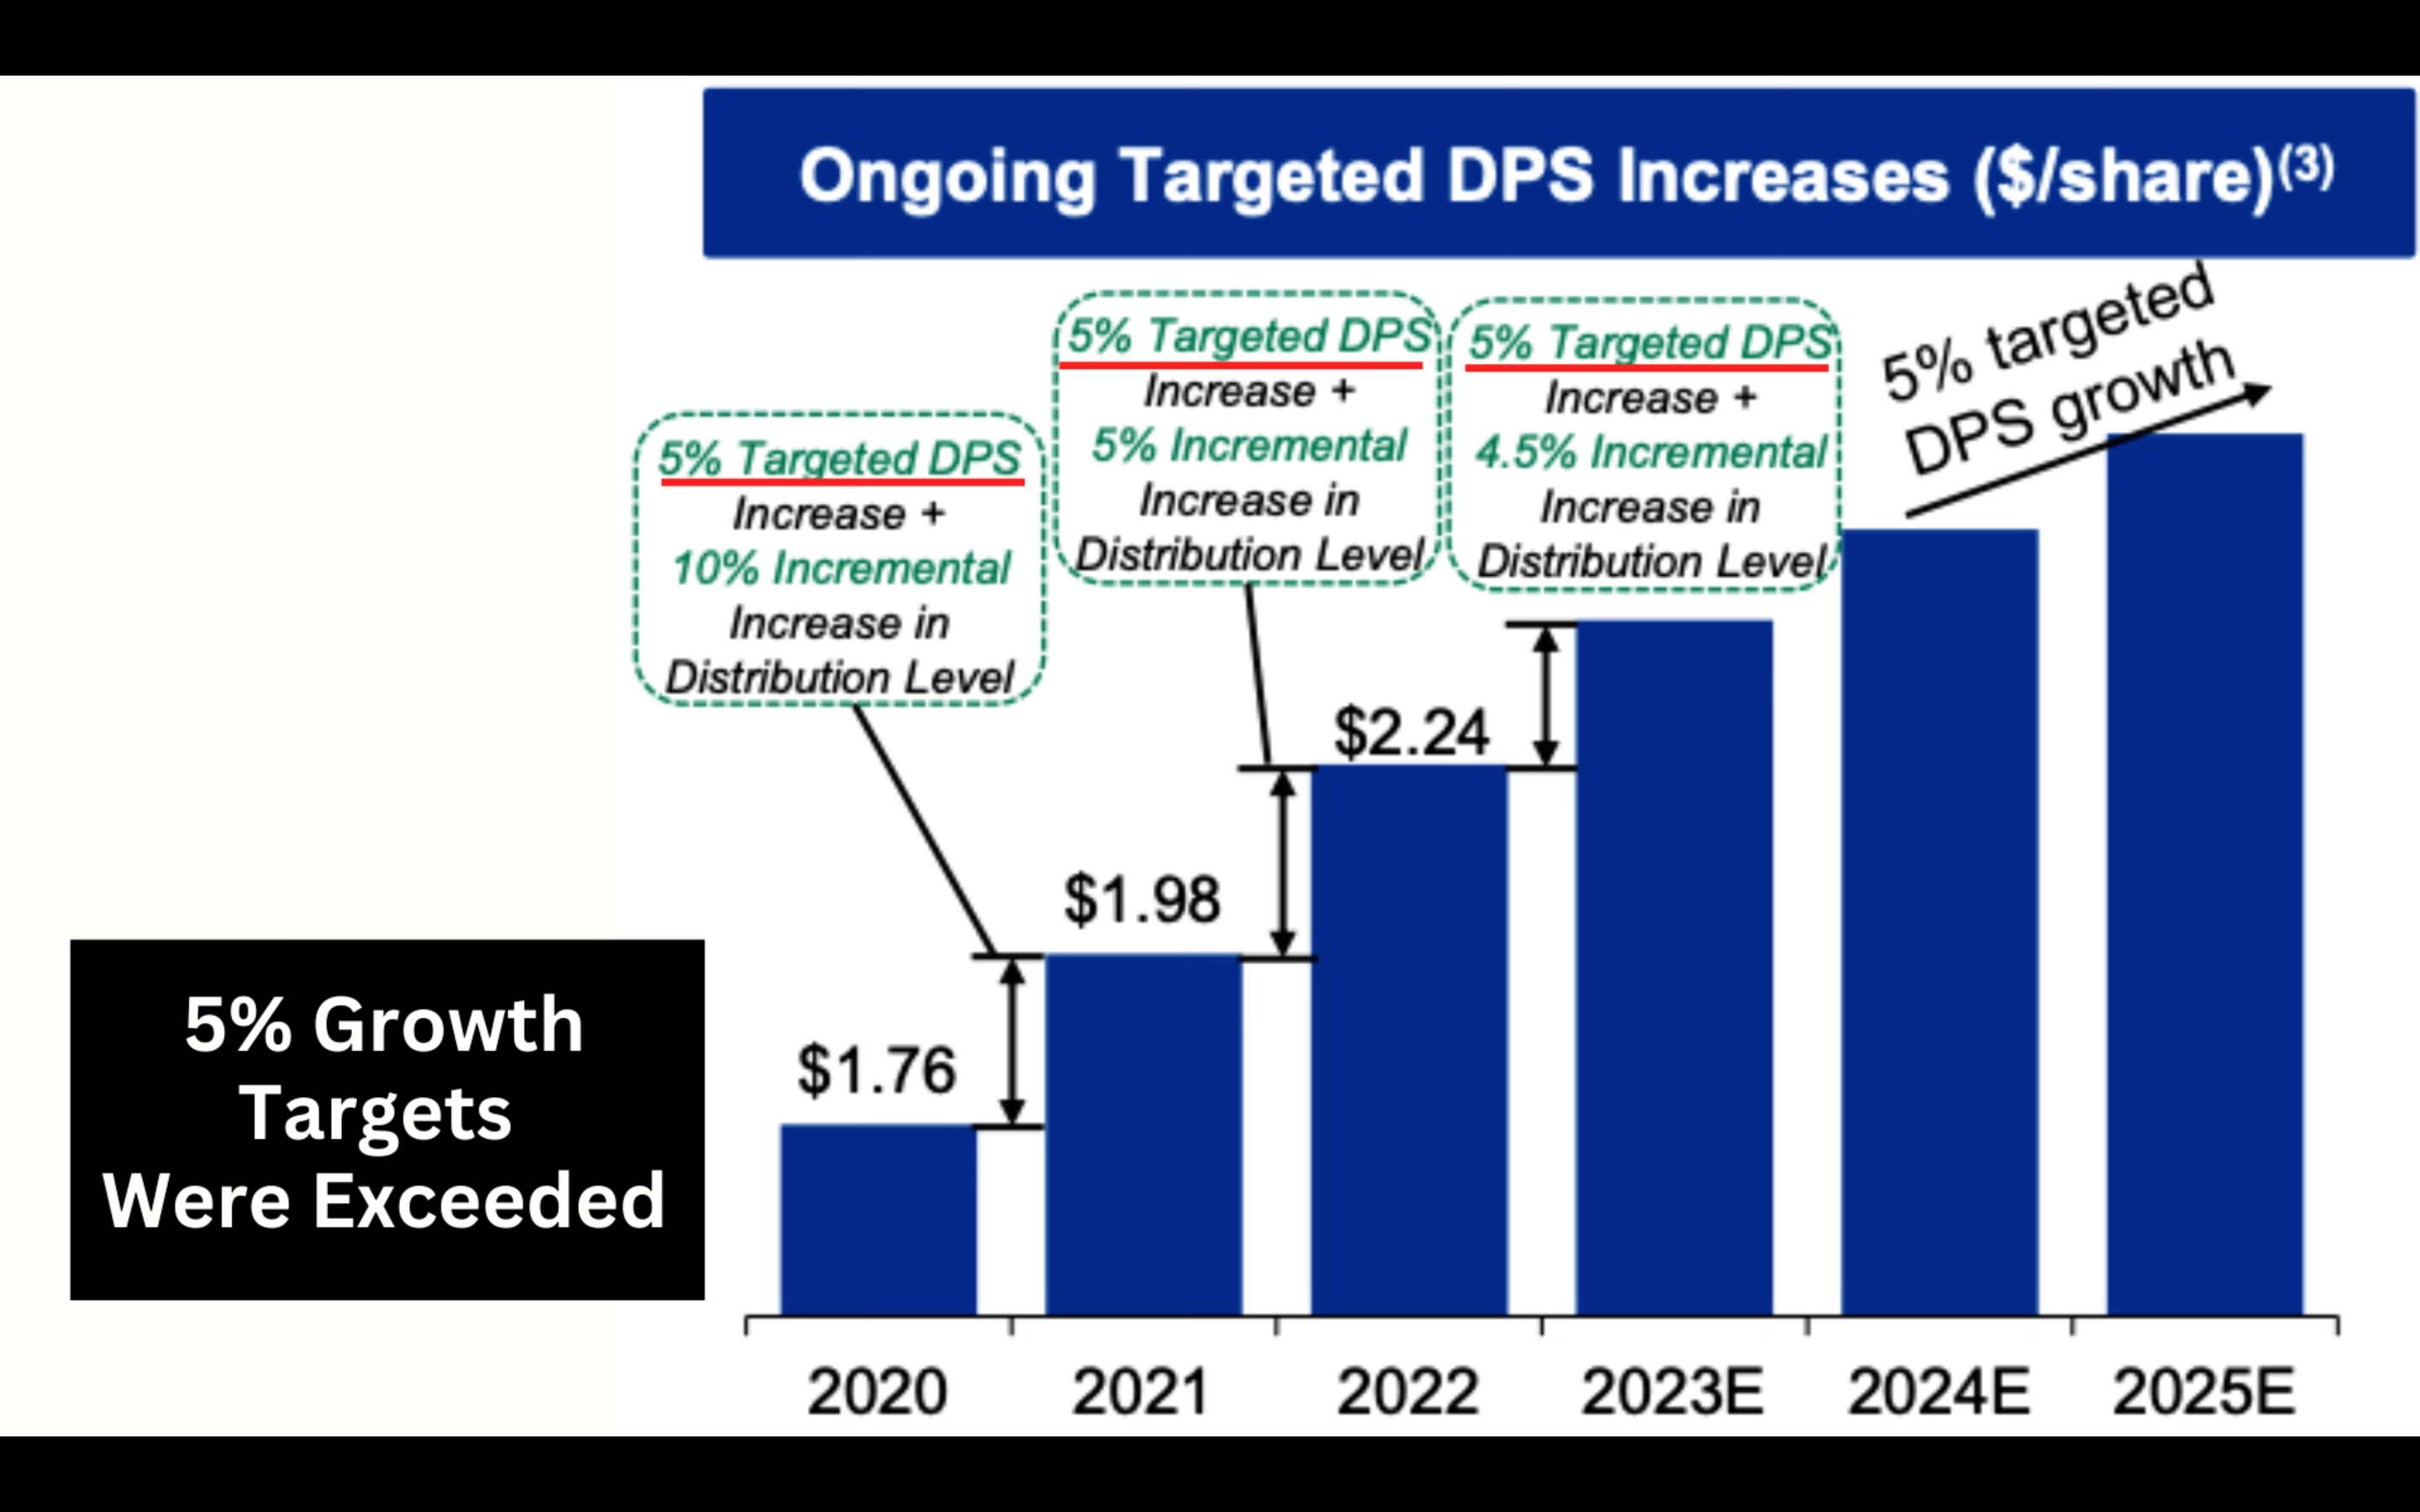 Ongoing Targeted DPS Increases ($/share)(3)
5% Targeted DPS
Increase +
10% Incremental
Increase in
Distribution Level
5% Targeted DPS
Increase +
5% Incremental
Increase in
Distribution Level
5% Targeted DPS
Increase +
4.5% Incremental
Increase in
Distribution Level
5% targeted
DPS growth
$1.76
$1.98
$2.24
5% Growth
Targets
Were Exceeded
2020 2021 2022 2023E 2024E 2025E